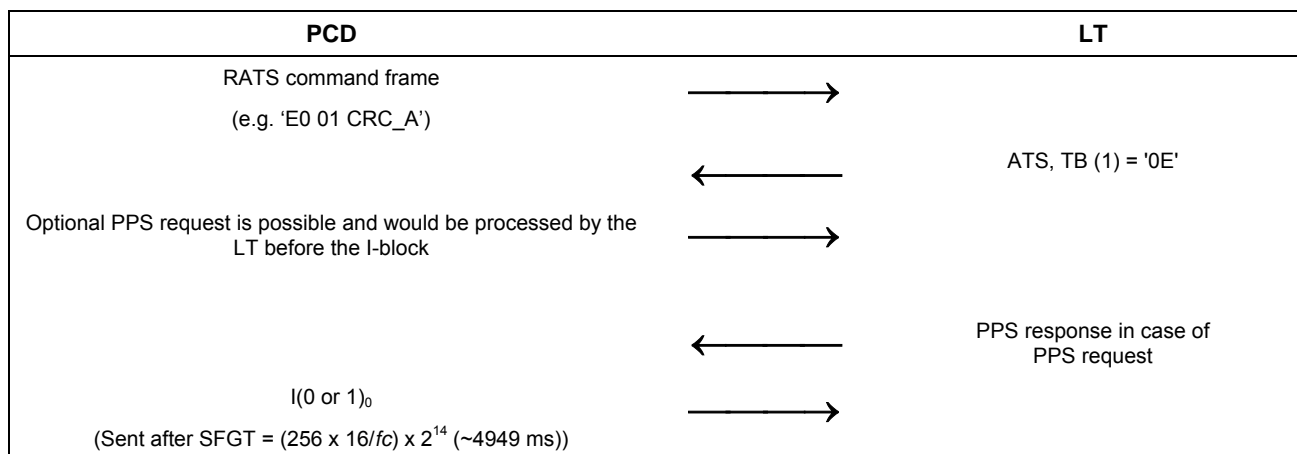 PCD LT
RATS command frame
(e.g. ‘E0 01 CRC_A’)
ATS, TB (1) = '0E'
Optional PPS request is possible and would be processed by the
LT before the I-block
PPS response in case of
PPS request
I(0 or 1)₀
(Sent after SFGT = (256 x 16/fc) x 2¹⁴ (~4949 ms))